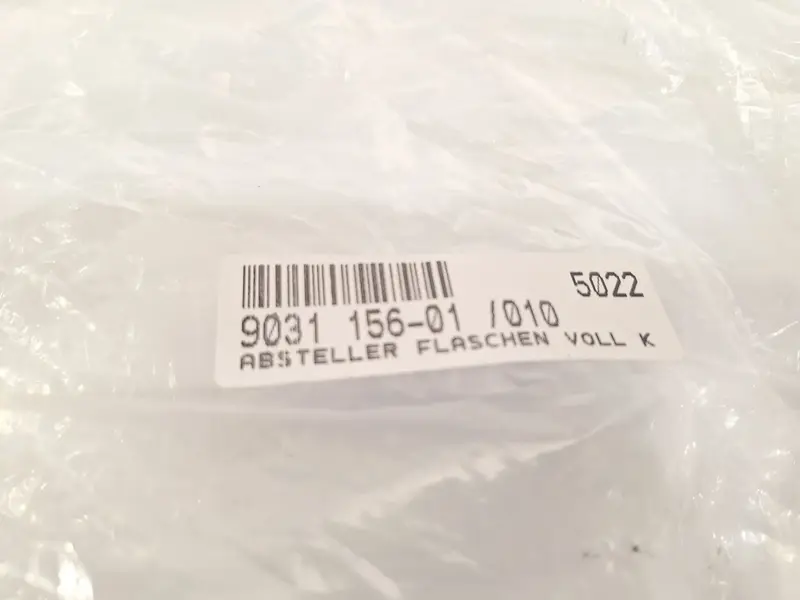 5022
9031 156-01 /010
ABSTELLER FLASCHEN VOLL K